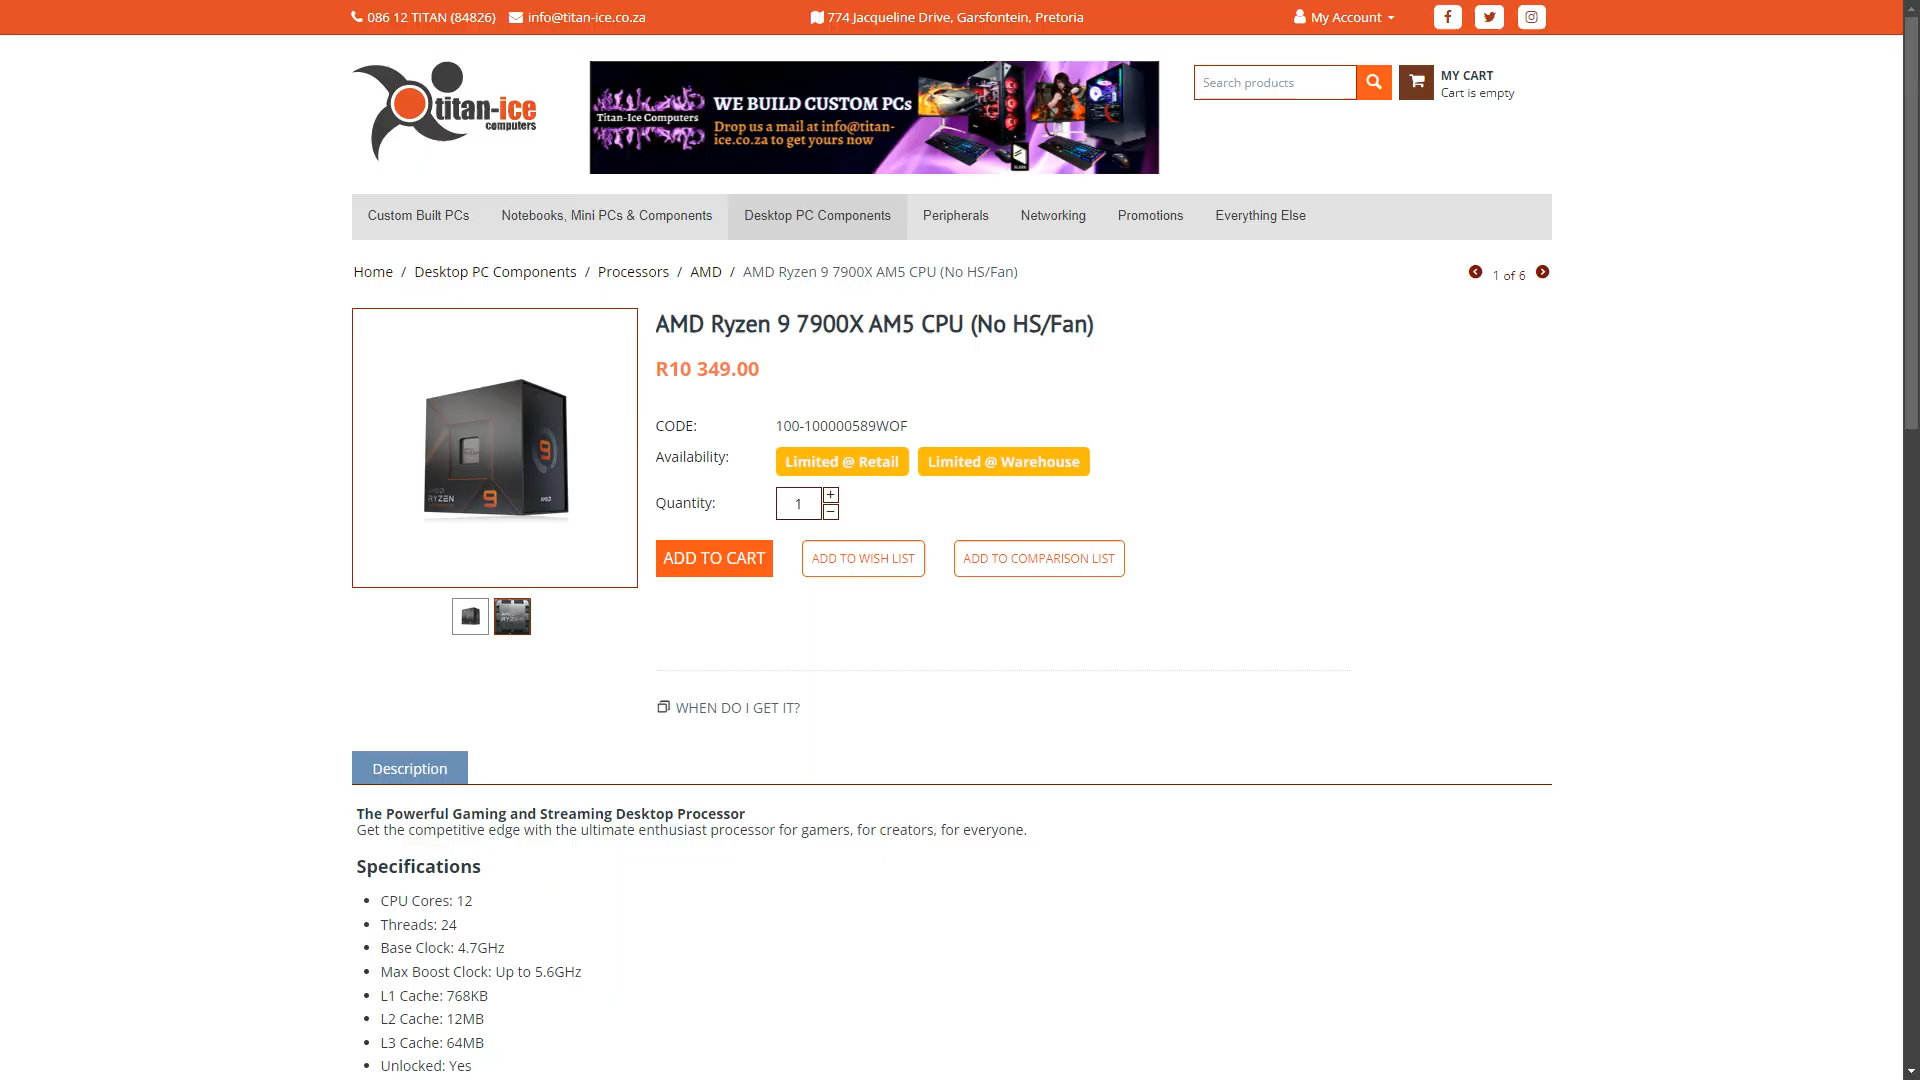 086 12 TITAN (84826) info@titan-ice.co.za 774 Jacqueline Drive, Garsfontein, Pretoria My Account
titan-ice
computers
WE BUILD CUSTOM PCs
Titan-Ice Computers
Drop us a mail at info@titan-
ice.co.za to get yours now
Search products
MY CART
Cart is empty
Custom Built PCs Notebooks, Mini PCs & Components Desktop PC Components Peripherals Networking Promotions Everything Else
Home / Desktop PC Components / Processors / AMD / AMD Ryzen 9 7900X AM5 CPU (No HS/Fan)
1 of 6
AMD Ryzen 9 7900X AM5 CPU (No HS/Fan)
R10 349.00
CODE: 100-100000589WOF
Availability: Limited @ Retail Limited @ Warehouse
Quantity: 1 + −
ADD TO CART ADD TO WISH LIST ADD TO COMPARISON LIST
9
AMD
RYZEN 9 AMD
WHEN DO I GET IT?
Description
The Powerful Gaming and Streaming Desktop Processor
Get the competitive edge with the ultimate enthusiast processor for gamers, for creators, for everyone.
Specifications
CPU Cores: 12
Threads: 24
Base Clock: 4.7GHz
Max Boost Clock: Up to 5.6GHz
L1 Cache: 768KB
L2 Cache: 12MB
L3 Cache: 64MB
Unlocked: Yes